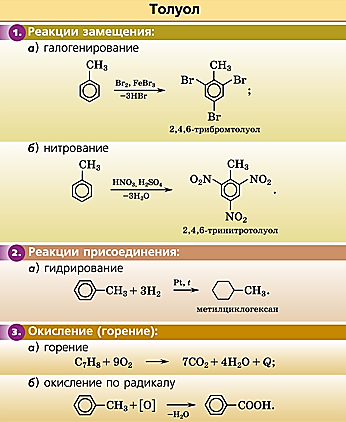 Толуол
1. Реакции замещения:
а) галогенирование
CH₃
Br₂, FeBr₃
−3HBr
CH₃
Br
Br
Br
;
2,4,6-трибромтолуол
б) нитрование
CH₃
HNO₃, H₂SO₄
−3H₂O
CH₃
O₂N
NO₂
NO₂
.
2,4,6-тринитротолуол
2. Реакции присоединения:
а) гидрирование
CH₃ + 3H₂ Pt, t → CH₃.
метилциклогексан
3. Окисление (горение):
а) горение
C₇H₈ + 9O₂ → 7CO₂ + 4H₂O + Q;
б) окисление по радикалу
CH₃ + [O] → COOH.
−H₂O